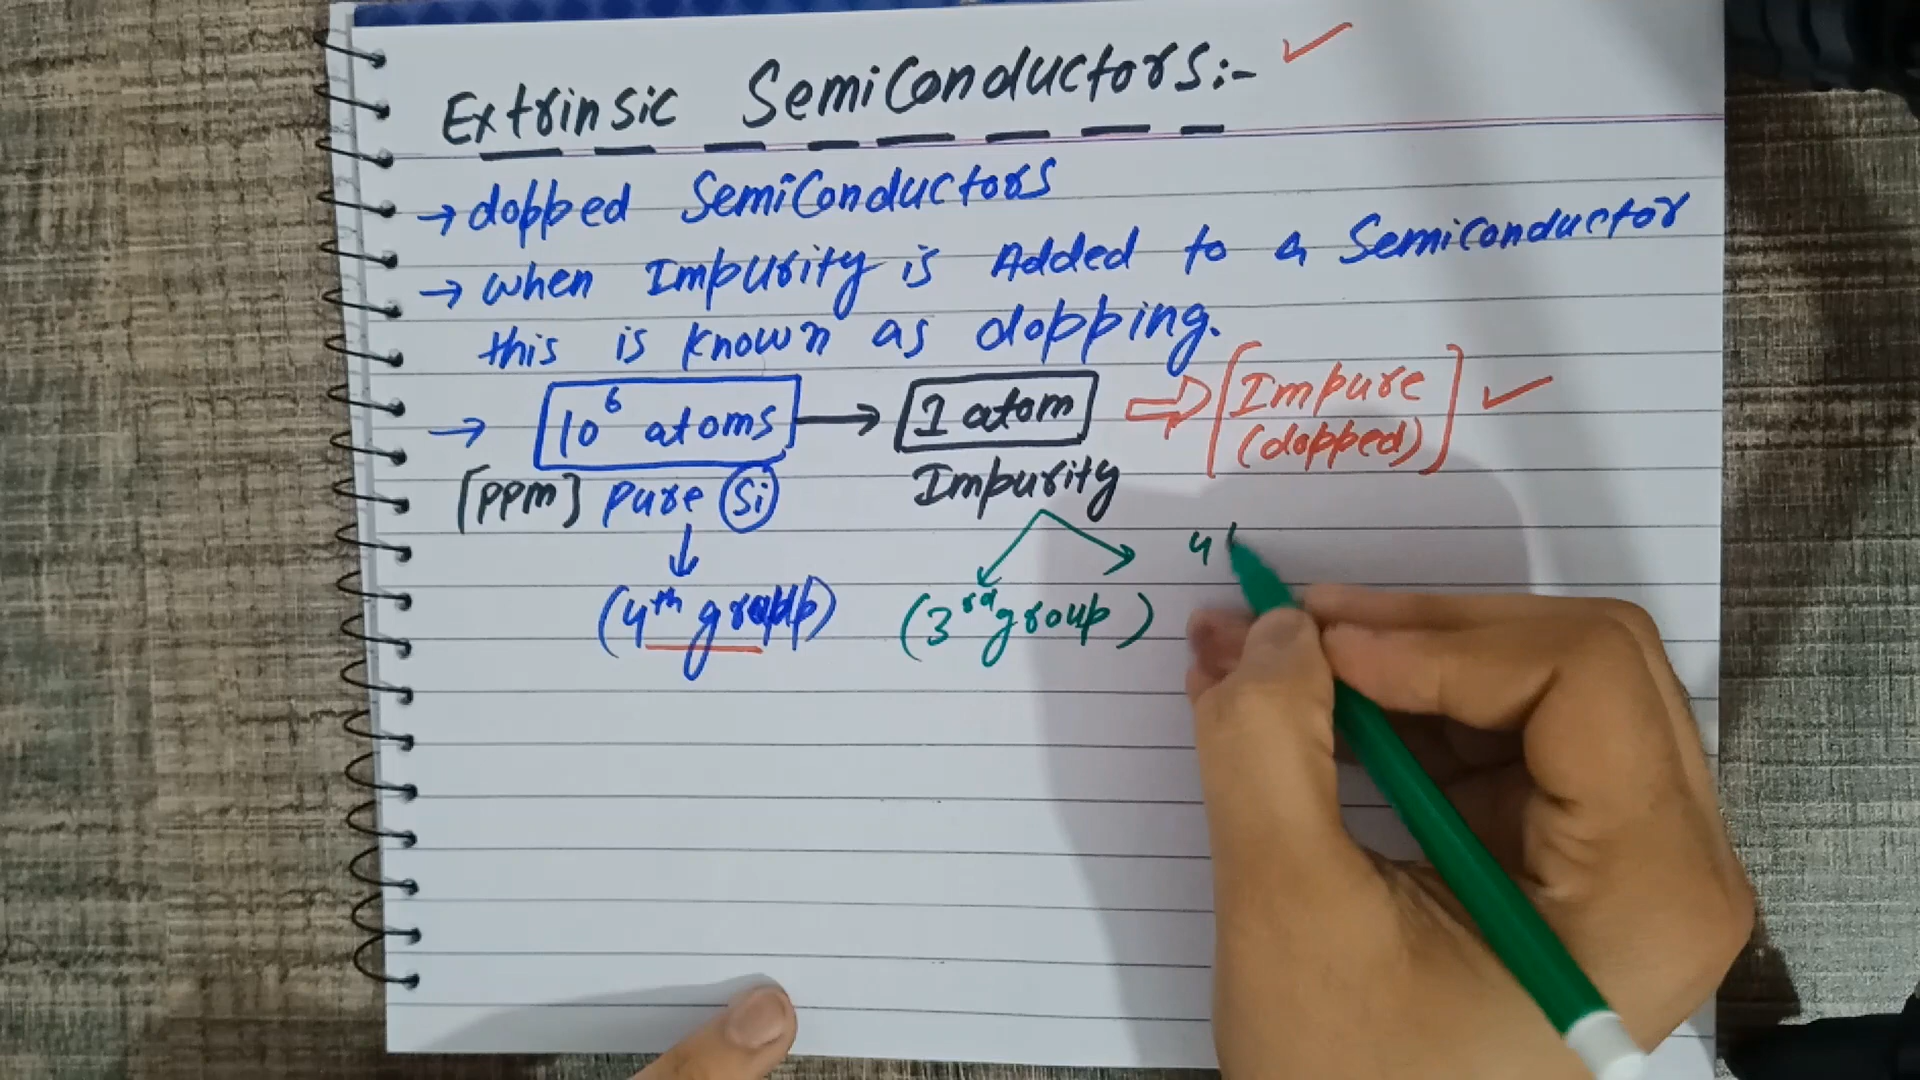 Extrinsic SemiConductors:-
→ dopped SemiConductors
→ when Impurity is Added to a Semiconductor
this is known as dopping.
→ 10⁶ atoms → 1 atom ⇒ [Impure
(dopped)]
[PPM] pure Si Impurity
↓
4
(4th group) (3rd group)